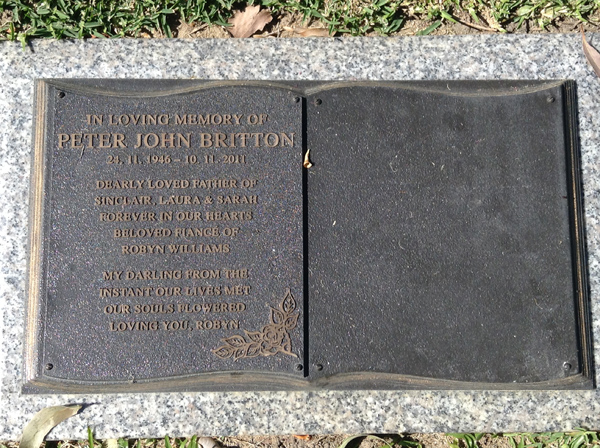 IN LOVING MEMORY OF
PETER JOHN BRITTON
24. 11. 1946 – 10. 11. 2011
DEARLY LOVED FATHER OF
SINCLAIR, LAURA & SARAH
FOREVER IN OUR HEARTS
BELOVED FIANCE OF
ROBYN WILLIAMS
MY DARLING FROM THE
INSTANT OUR LIVES MET
OUR SOULS FLOWERED
LOVING YOU, ROBYN